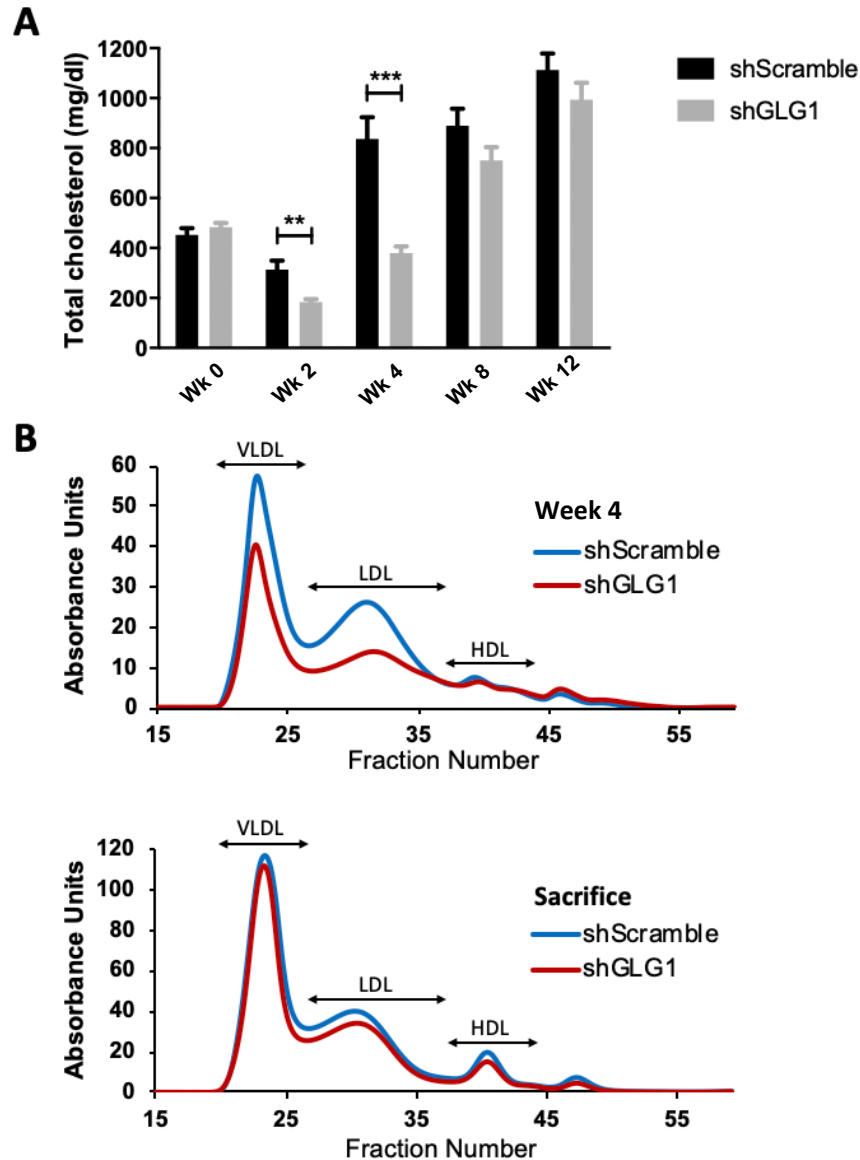 A
Total cholesterol (mg/dl)
1200
1000
800
600
400
200
0
**
***
Wk 0
Wk 2
Wk 4
Wk 8
Wk 12
shScramble
shGLG1
B
Absorbance Units
60
50
40
30
20
10
0
VLDL
LDL
HDL
Week 4
shScramble
shGLG1
15
25
35
45
55
Fraction Number
Absorbance Units
120
100
80
60
40
20
0
VLDL
LDL
HDL
Sacrifice
shScramble
shGLG1
15
25
35
45
55
Fraction Number